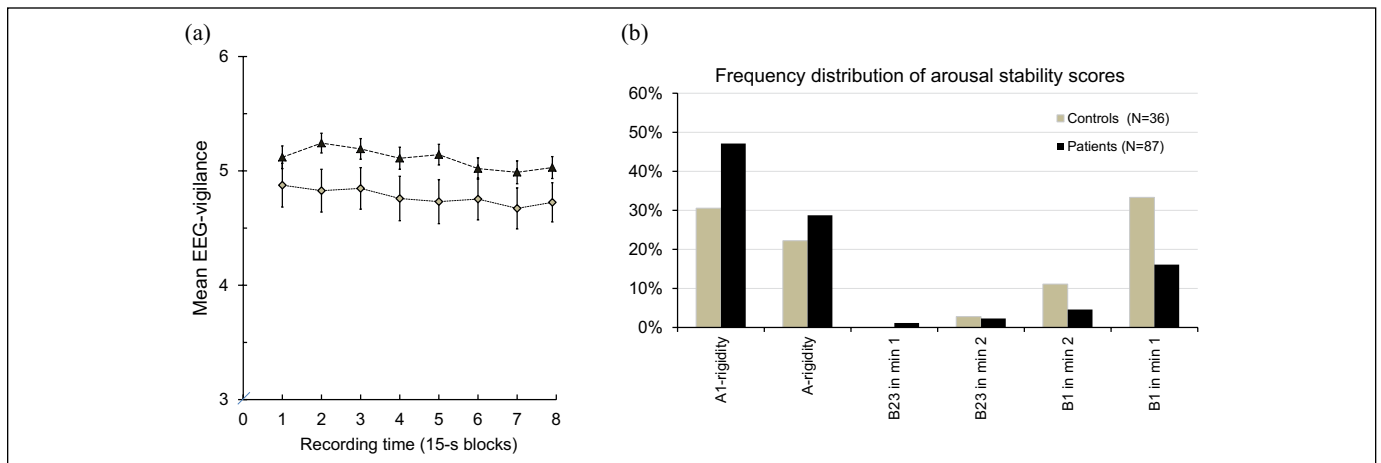 (a)
6
5
4
3
Mean EEG-vigilance
0 1 2 3 4 5 6 7 8
Recording time (15-s blocks)
(b)
Frequency distribution of arousal stability scores
60%
50%
40%
30%
20%
10%
0%
Controls (N=36)
Patients (N=87)
A1-rigidity
A-rigidity
B23 in min 1
B23 in min 2
B1 in min 2
B1 in min 1